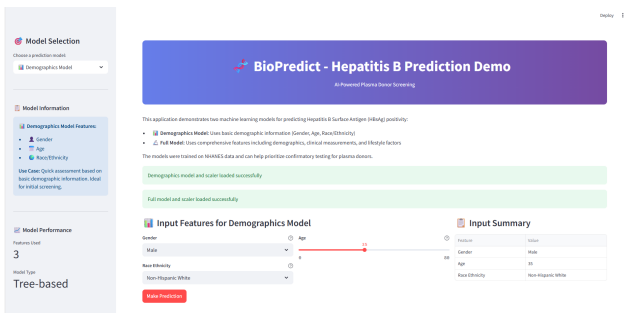 Deploy
Model Selection
Choose a prediction model:
Demographics Model
Model Information
Demographics Model Features:
Gender
Age
Race/Ethnicity
Use Case: Quick assessment based on
basic demographic information. Ideal
for initial screening.
Model Performance
Features Used
3
Model Type
Tree-based
BioPredict - Hepatitis B Prediction Demo
AI-Powered Plasma Donor Screening
This application demonstrates two machine learning models for predicting Hepatitis B Surface Antigen (HBsAg) positivity:
Demographics Model: Uses basic demographic information (Gender, Age, Race/Ethnicity)
Full Model: Uses comprehensive features including demographics, clinical measurements, and lifestyle factors
The models were trained on NHANES data and can help prioritize confirmatory testing for plasma donors.
Demographics model and scaler loaded successfully
Full model and scaler loaded successfully
Input Features for Demographics Model
Gender
Male
Race Ethnicity
Non-Hispanic White
Age
35
0
80
Make Prediction
Input Summary
Feature Value
Gender Male
Age 35
Race Ethnicity Non-Hispanic White